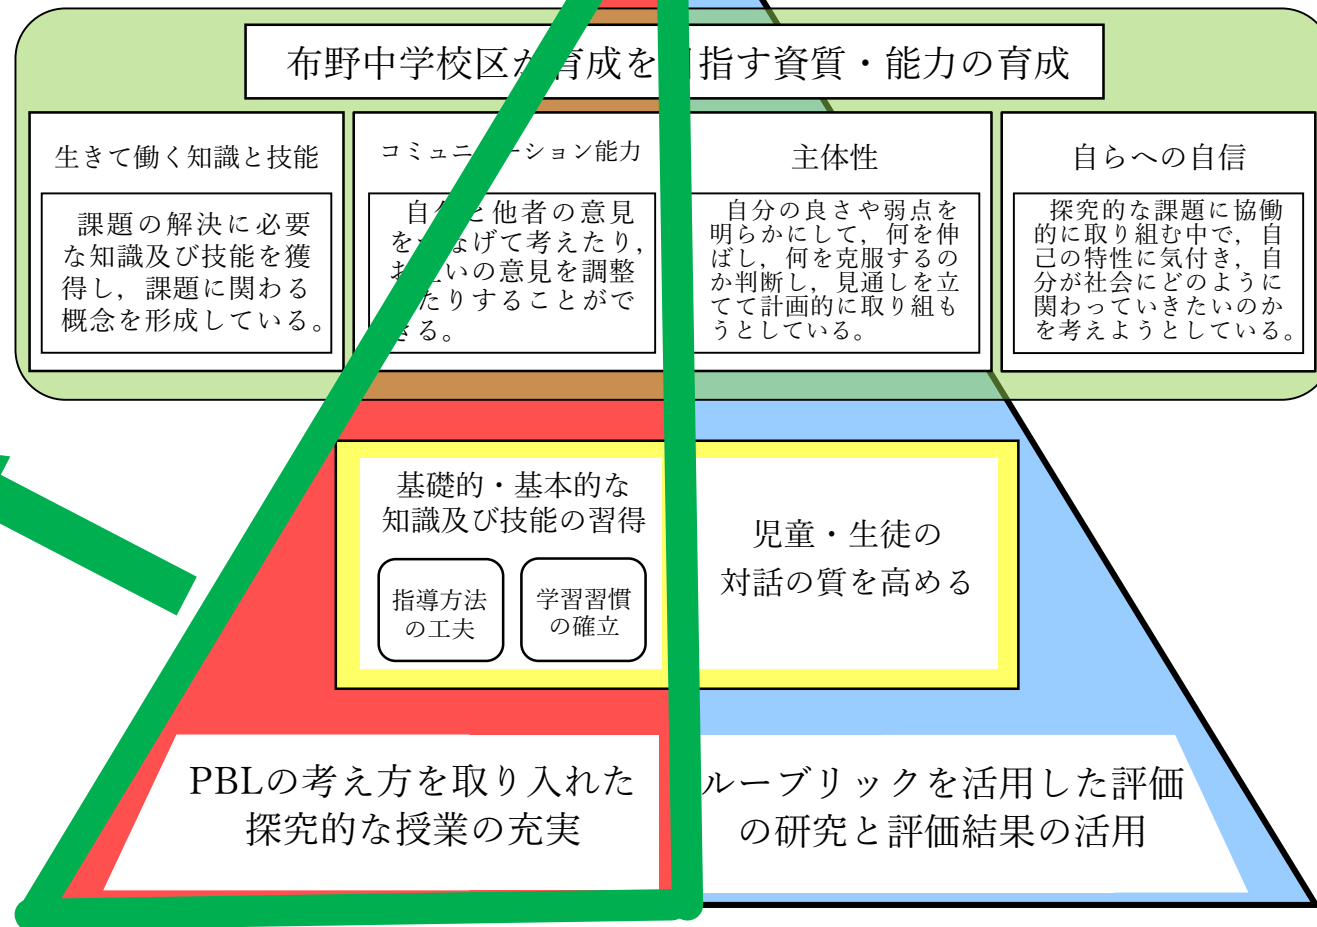 布野中学校区が育成を目指す資質・能力の育成
生きて働く知識と技能
課題の解決に必要
な知識及び技能を獲
得し，課題に関わる
概念を形成している。
コミュニケーション能力
自分と他者の意見
をつなげて考えたり，
お互いの意見を調整
したりすることがで
きる。
主体性
自分の良さや弱点を
明らかにして，何を伸
ばし，何を克服するの
か判断し，見通しを立
てて計画的に取り組も
うとしている。
自らへの自信
探究的な課題に協働
的に取り組む中で，自
己の特性に気付き，自
分が社会にどのように
関わっていきたいのか
を考えようとしている。
基礎的・基本的な
知識及び技能の習得
指導方法
の工夫
学習習慣
の確立
児童・生徒の
対話の質を高める
PBLの考え方を取り入れた
探究的な授業の充実
ルーブリックを活用した評価
の研究と評価結果の活用